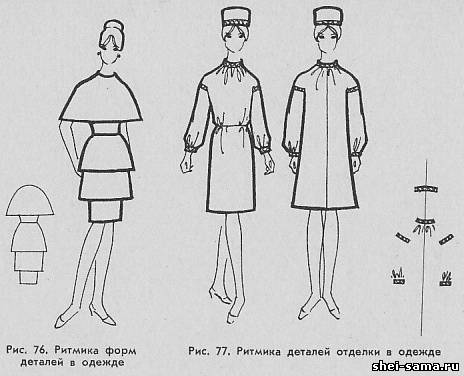 Рис. 76. Ритмика форм
деталей в одежде
Рис. 77. Ритмика деталей отделки в одежде
shei-sama.ru